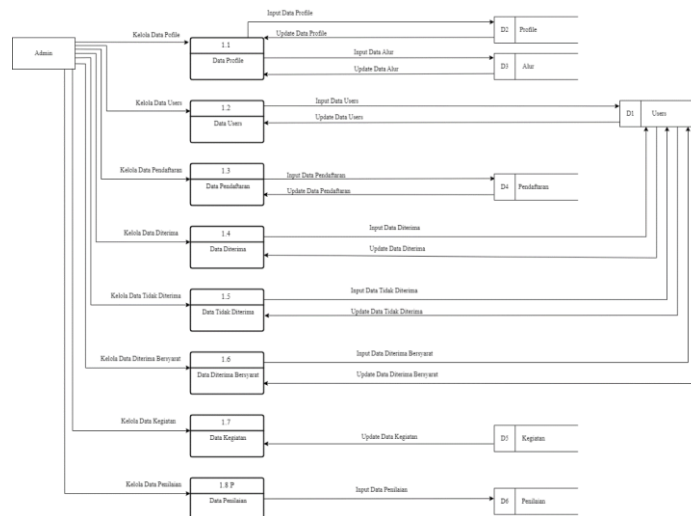 Input Data Profile
Kelola Data Profile
1.1
D2 Profile
Update Data Profile
Admin
Input Data Alur
Data Profile
D3 Alur
Update Data Alur
Kelola Data Users
1.2
Input Data Users
D1 Users
Update Data Users
Data Users
Kelola Data Pendaftaran
1.3
Input Data Pendaftaran
Data Pendaftaran
D4 Pendaftaran
Update Data Pendaftaran
Kelola Data Diterima
1.4
Input Data Diterima
Data Diterima
Update Data Diterima
Kelola Data Tidak Diterima
1.5
Input Data Tidak Diterima
Data Tidak Diterima
Update Data Tidak Diterima
Kelola Data Diterima Bersyarat
1.6
Input Data Diterima Bersyarat
Data Diterima Bersyarat
Update Data Diterima Bersyarat
Kelola Data Kegiatan
1.7
Data Kegiatan
Update Data Kegiatan
D5 Kegiatan
Kelola Data Penilaian
1.8 P
Input Data Penilaian
Data Penilaian
D6 Penilaian